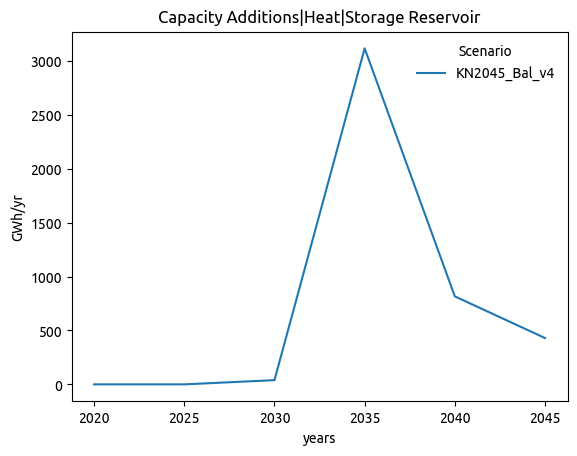 Capacity Additions|Heat|Storage Reservoir
Scenario
KN2045_Bal_v4
GWh/yr
3000
2500
2000
1500
1000
500
0
2020 2025 2030 2035 2040 2045
years